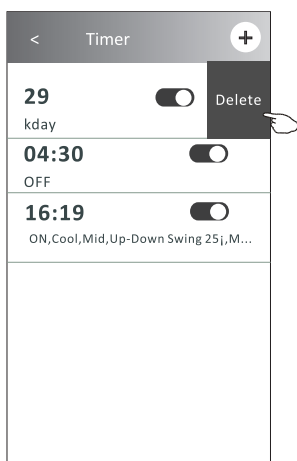 < Timer +
29
Delete
kday
04:30
OFF
16:19
ON,Cool,Mid,Up-Down Swing 25¡,M...